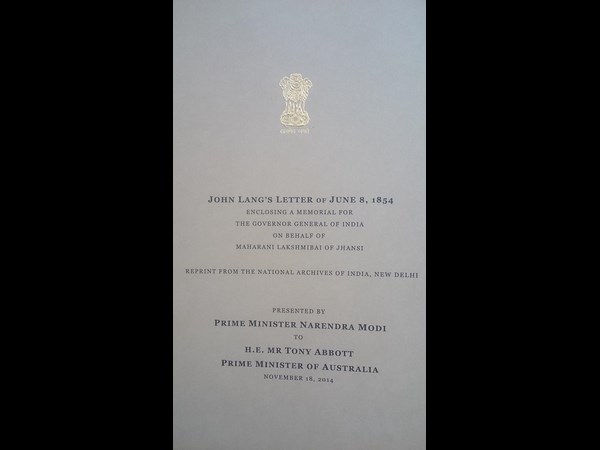 John Lang's Letter of June 8, 1854
enclosing a memorial for
the Governor General of India
on behalf of
Maharani Lakshmibai of Jhansi
Reprint from the National Archives of India, New Delhi
presented by
Prime Minister Narendra Modi
to
H.E. Mr Tony Abbott
Prime Minister of Australia
November 18, 2014